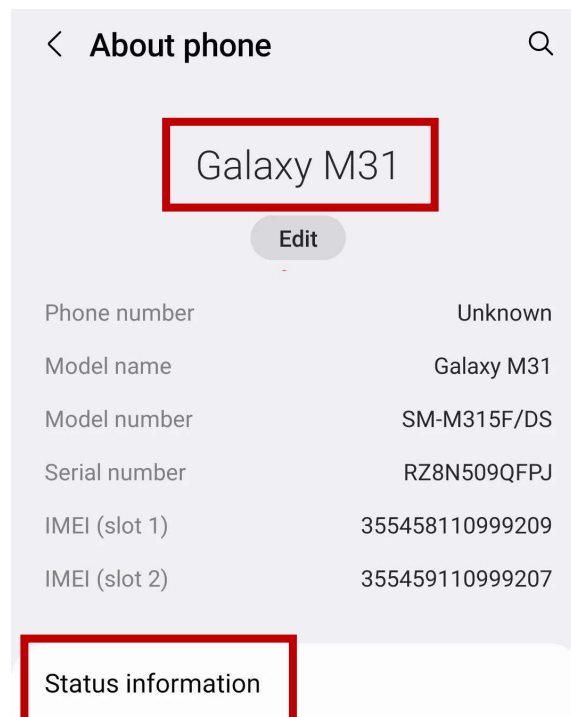 About phone
Galaxy M31
Edit
Phone number Unknown
Model name Galaxy M31
Model number SM-M315F/DS
Serial number RZ8N509QFPJ
IMEI (slot 1) 355458110999209
IMEI (slot 2) 355459110999207
Status information